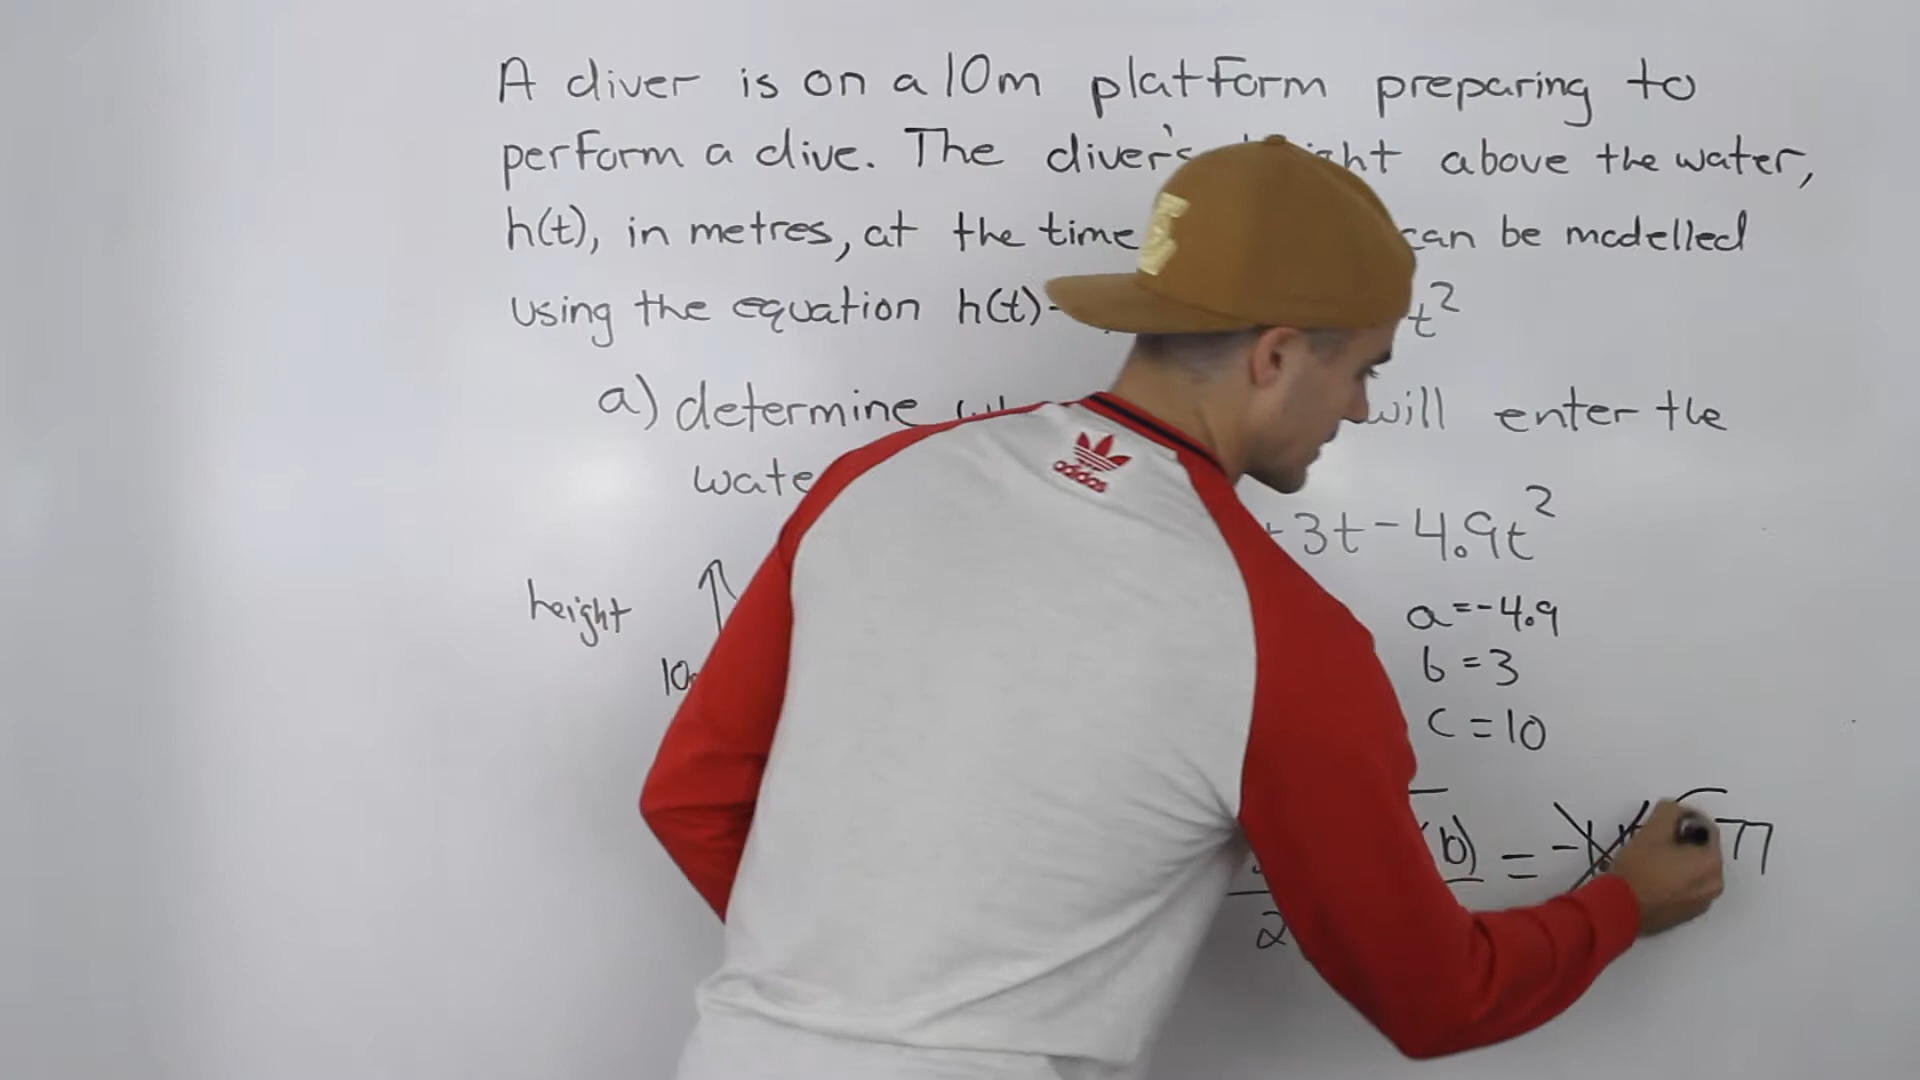 A diver is on a 10m platform preparing to
perform a dive. The diver's above the water,
h(t), in metres, at the time can be modelled
using the equation h(t) t²
a) determine will enter the
adidas
+3t-4.9t²
height
a=-4.9
10
b=3
c=10
(b) = 77
2